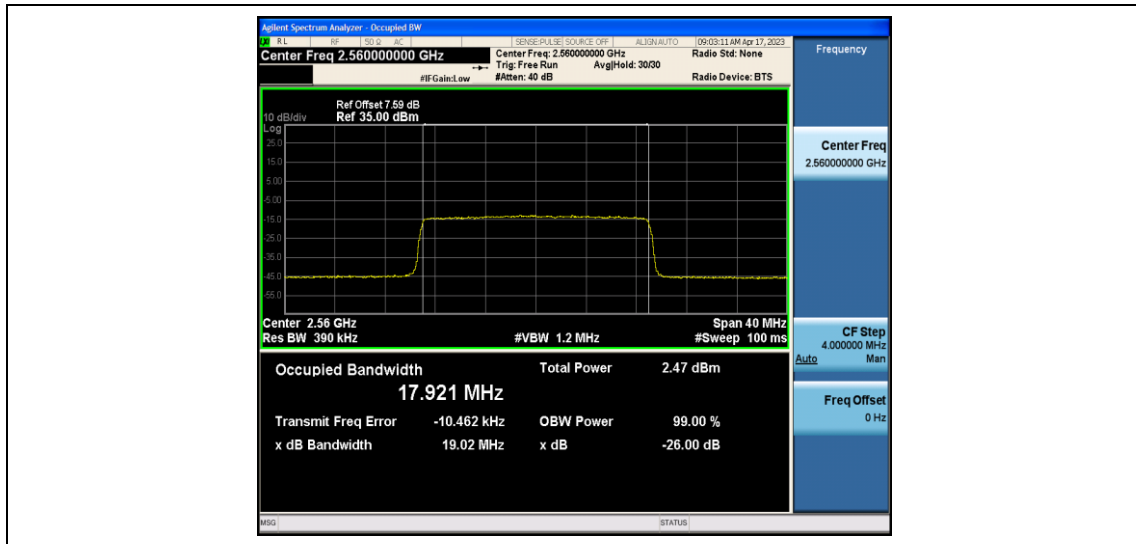 Agilent Spectrum Analyzer - Occupied BW
RL RF 50 Ω AC SENSE:PULSE SOURCE OFF ALIGN AUTO 09:03:11 AM Apr 17, 2023
Center Freq 2.560000000 GHz
Center Freq: 2.560000000 GHz Radio Std: None
Trig: Free Run Avg|Hold: 30/30
#IFGain:Low #Atten: 40 dB Radio Device: BTS
Frequency
Ref Offset 7.59 dB
10 dB/div Ref 35.00 dBm
Log
25.0
15.0
5.00
-5.00
-15.0
-25.0
-35.0
-45.0
-55.0
Center 2.56 GHz Span 40 MHz
Res BW 390 kHz #VBW 1.2 MHz #Sweep 100 ms
Occupied Bandwidth Total Power 2.47 dBm
17.921 MHz
Transmit Freq Error -10.462 kHz OBW Power 99.00 %
x dB Bandwidth 19.02 MHz x dB -26.00 dB
Center Freq
2.560000000 GHz
CF Step
4.000000 MHz
Auto Man
Freq Offset
0 Hz
MSG STATUS